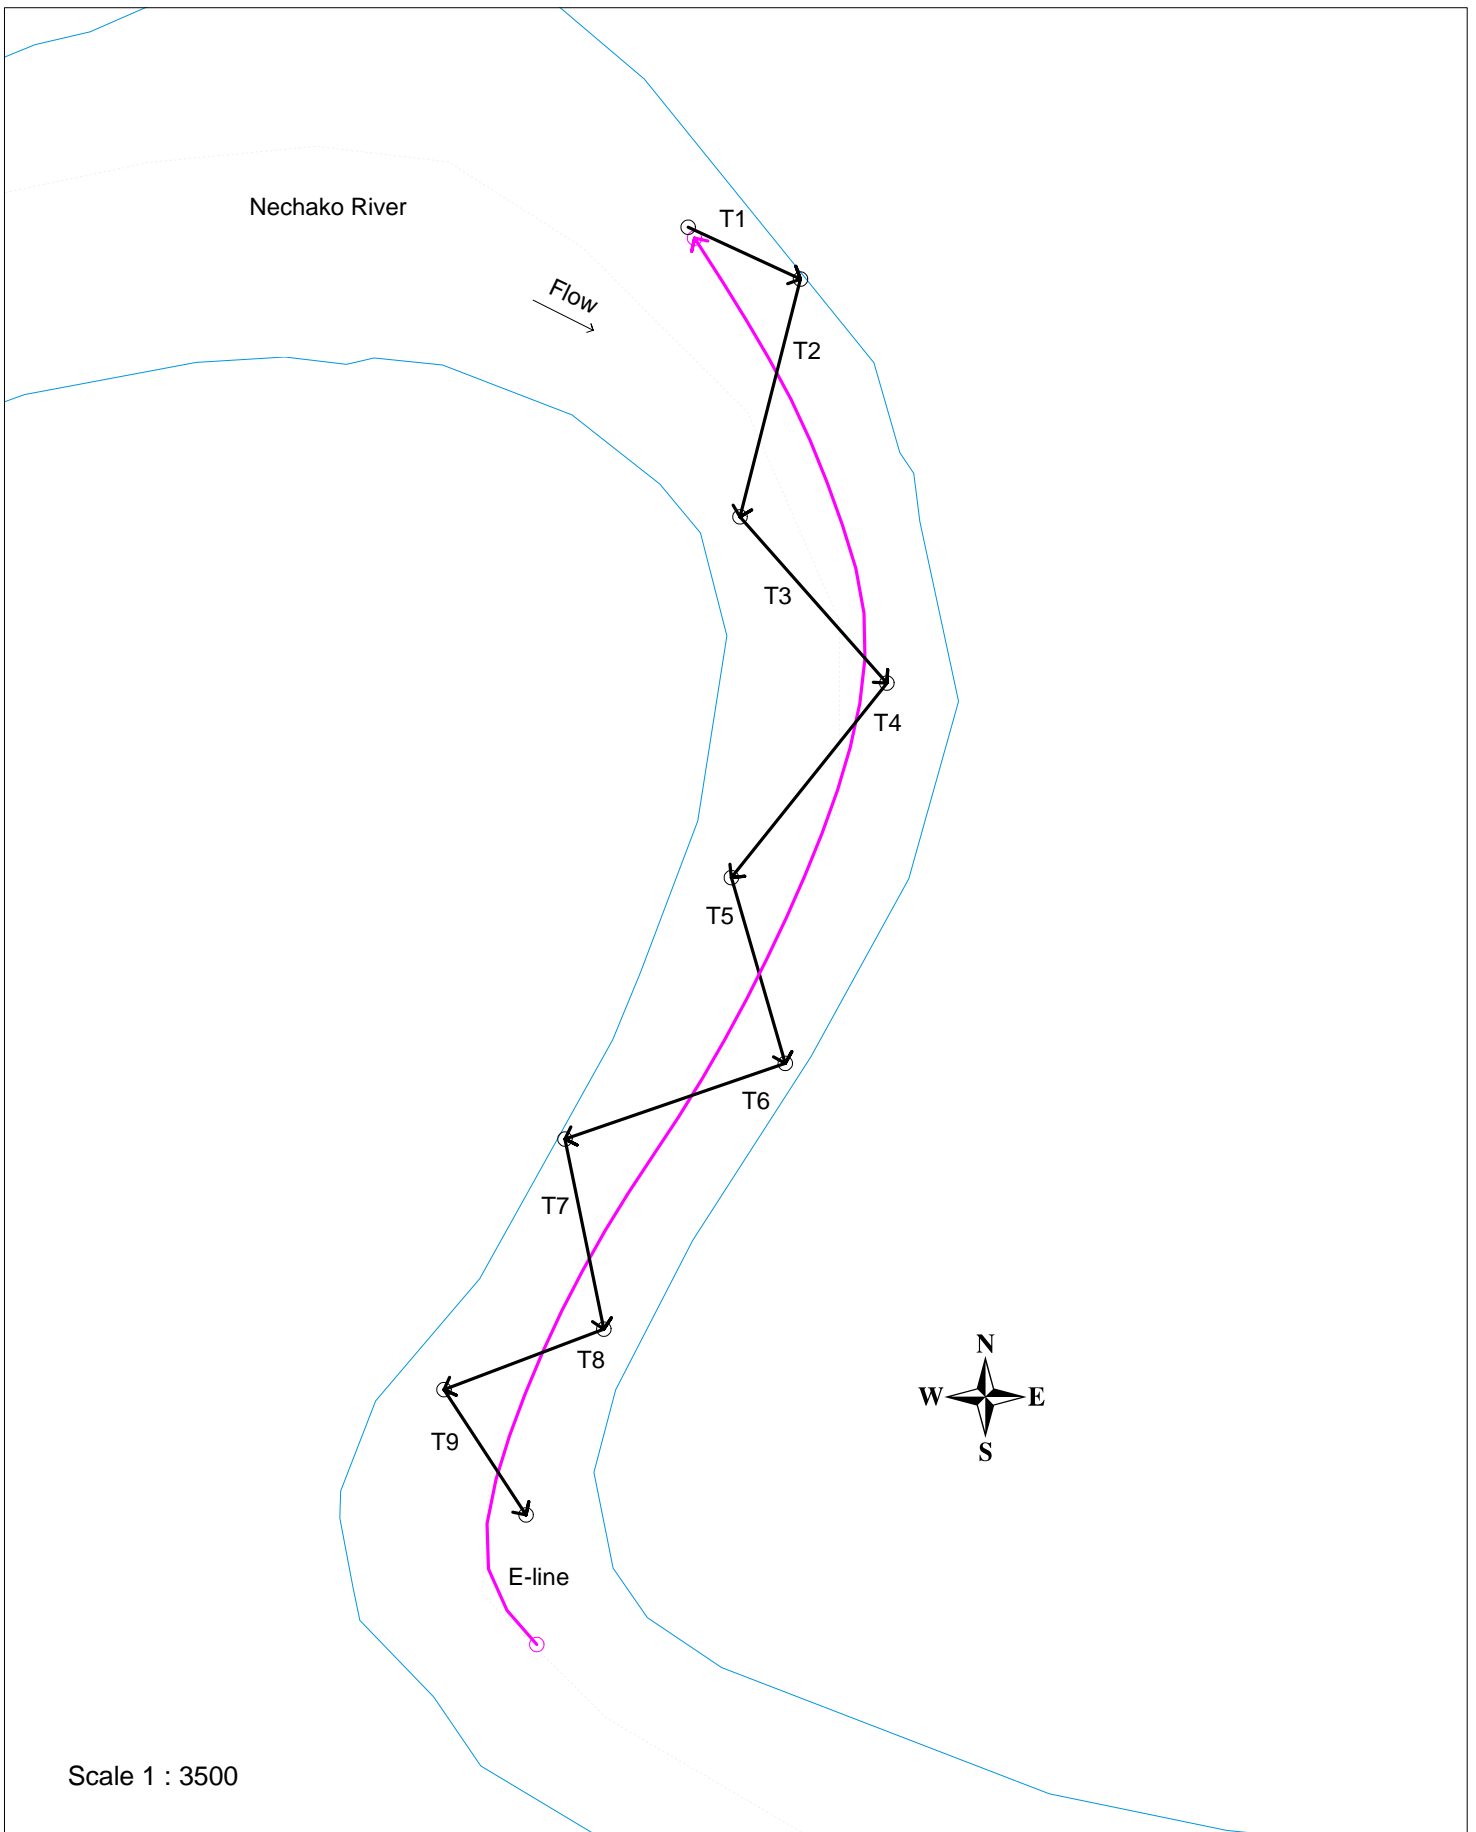 Nechako River
T1
Flow
T2
T3
T4
T5
T6
T7
T8
T9
N
W E
S
E-line
Scale 1 : 3500